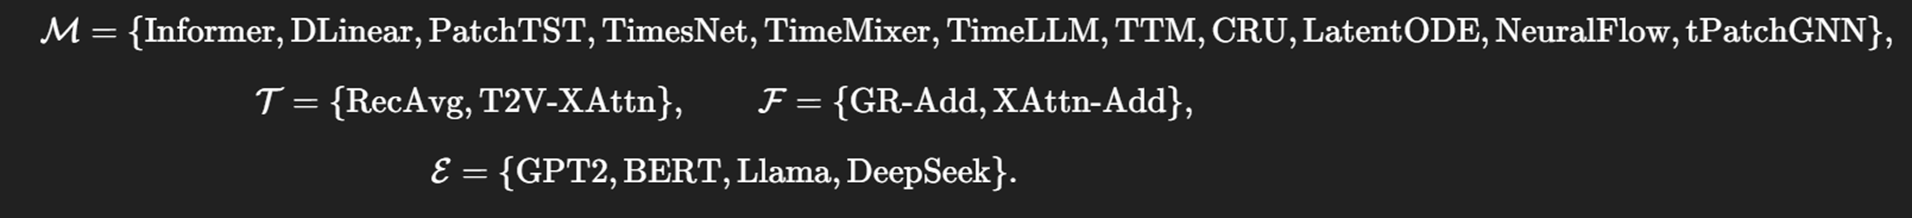 ℳ = {Informer, DLinear, PatchTST, TimesNet, TimeMixer, TimeLLM, TTM, CRU, LatentODE, NeuralFlow, tPatchGNN},
𝒯 = {RecAvg, T2V-XAttn}, ℱ = {GR-Add, XAttn-Add},
ℰ = {GPT2, BERT, Llama, DeepSeek}.